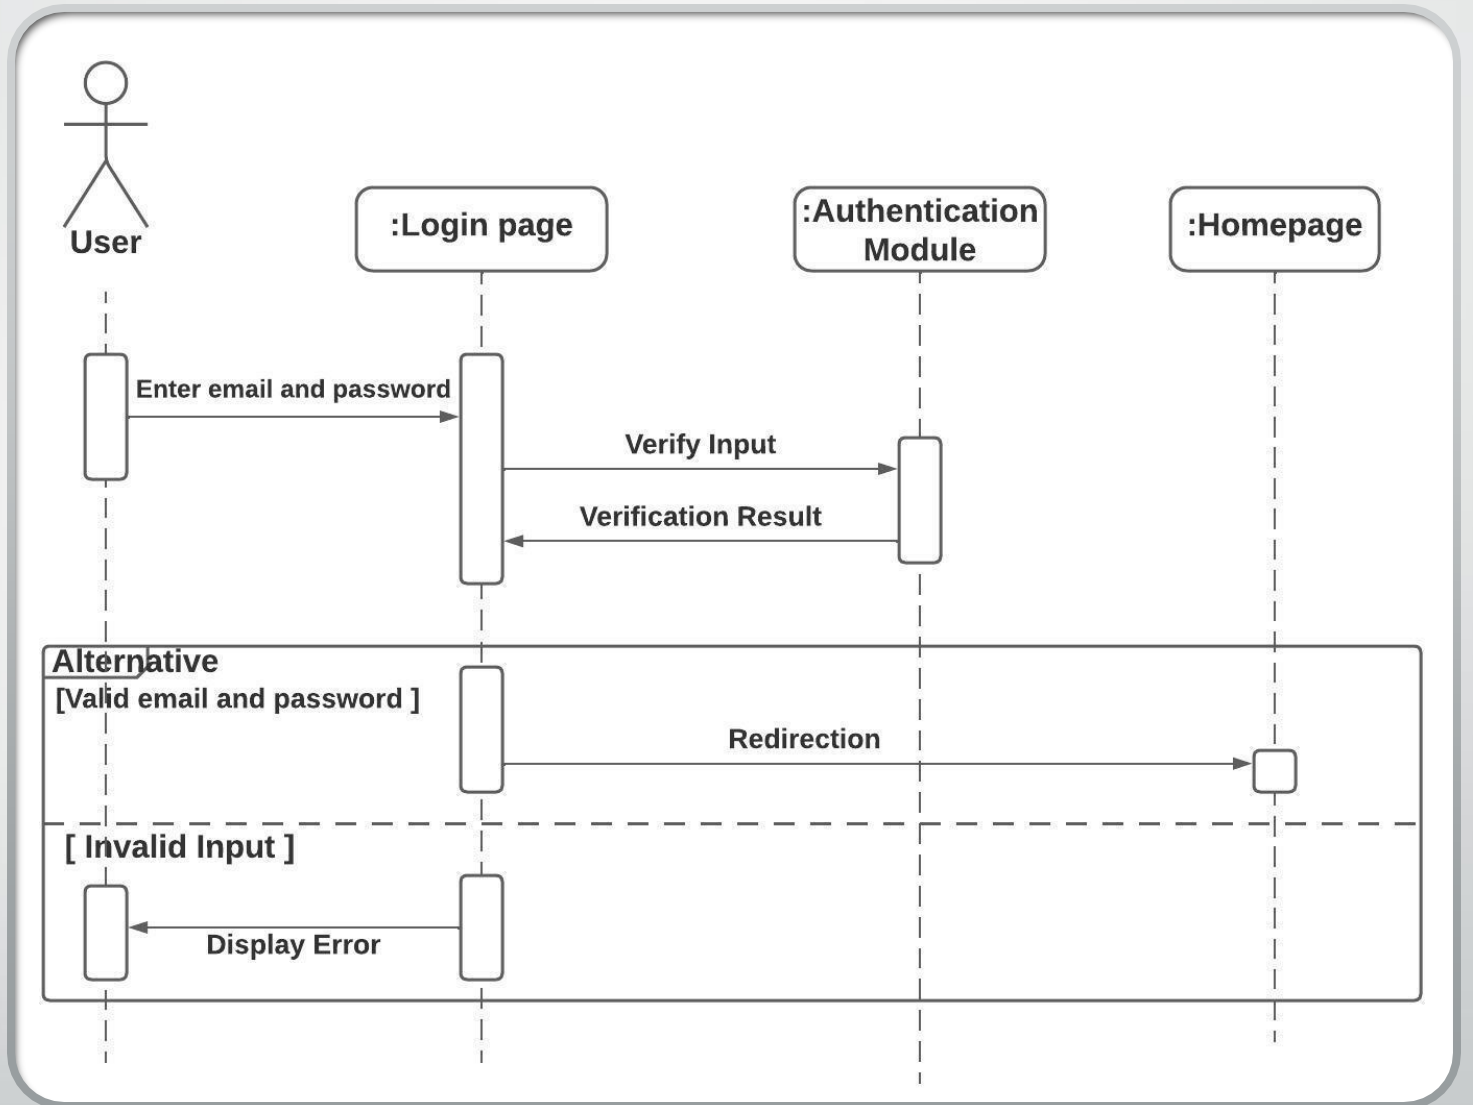 User
:Login page
:Authentication
Module
:Homepage
Enter email and password
Verify Input
Verification Result
Alternative
[Valid email and password ]
Redirection
[ Invalid Input ]
Display Error